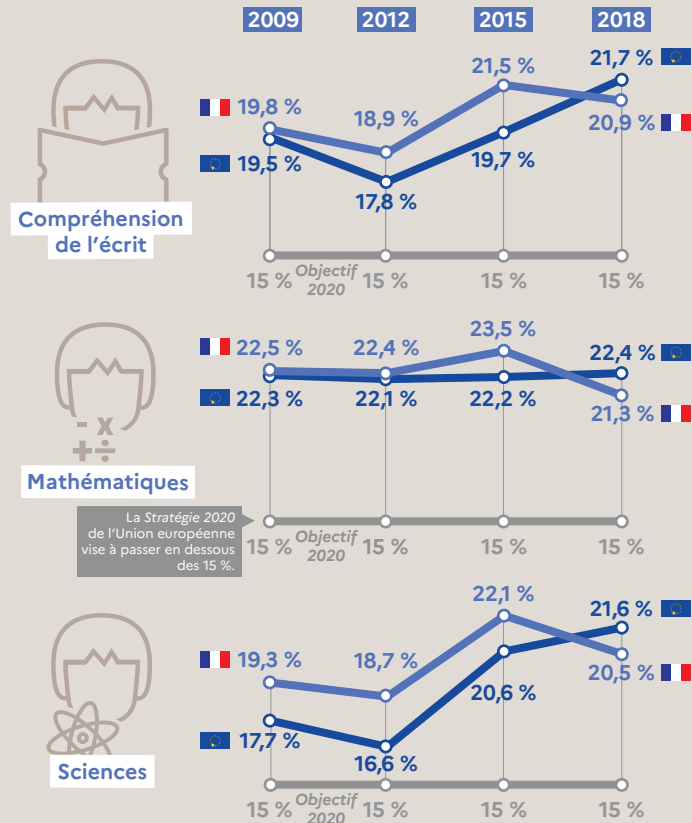 2009 2012 2015 2018
21,7 %
21,5 %
19,8 % 18,9 %
20,9 %
19,5 % 19,7 %
17,8 %
Compréhension
de l'écrit
15 % Objectif 15 % 15 % 15 %
2020
23,5 %
22,5 % 22,4 % 22,4 %
22,3 % 22,1 % 22,2 %
21,3 %
- x
+ ÷
Mathématiques
La Stratégie 2020
de l'Union européenne
vise à passer en dessous
des 15 %.
15 % Objectif 15 % 15 % 15 %
2020
22,1 %
21,6 %
19,3 % 18,7 %
20,5 %
20,6 %
17,7 %
16,6 %
Sciences
15 % Objectif 15 % 15 % 15 %
2020